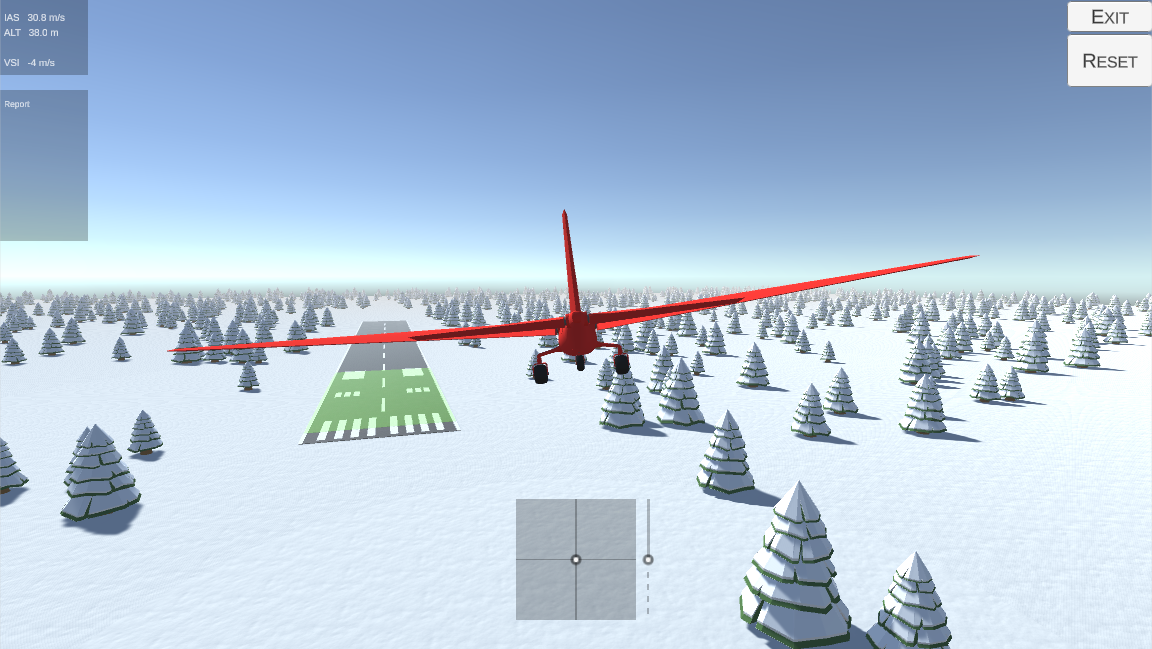 IAS 30.8 m/s
ALT 38.0 m
VSI -4 m/s
Report
EXIT
RESET